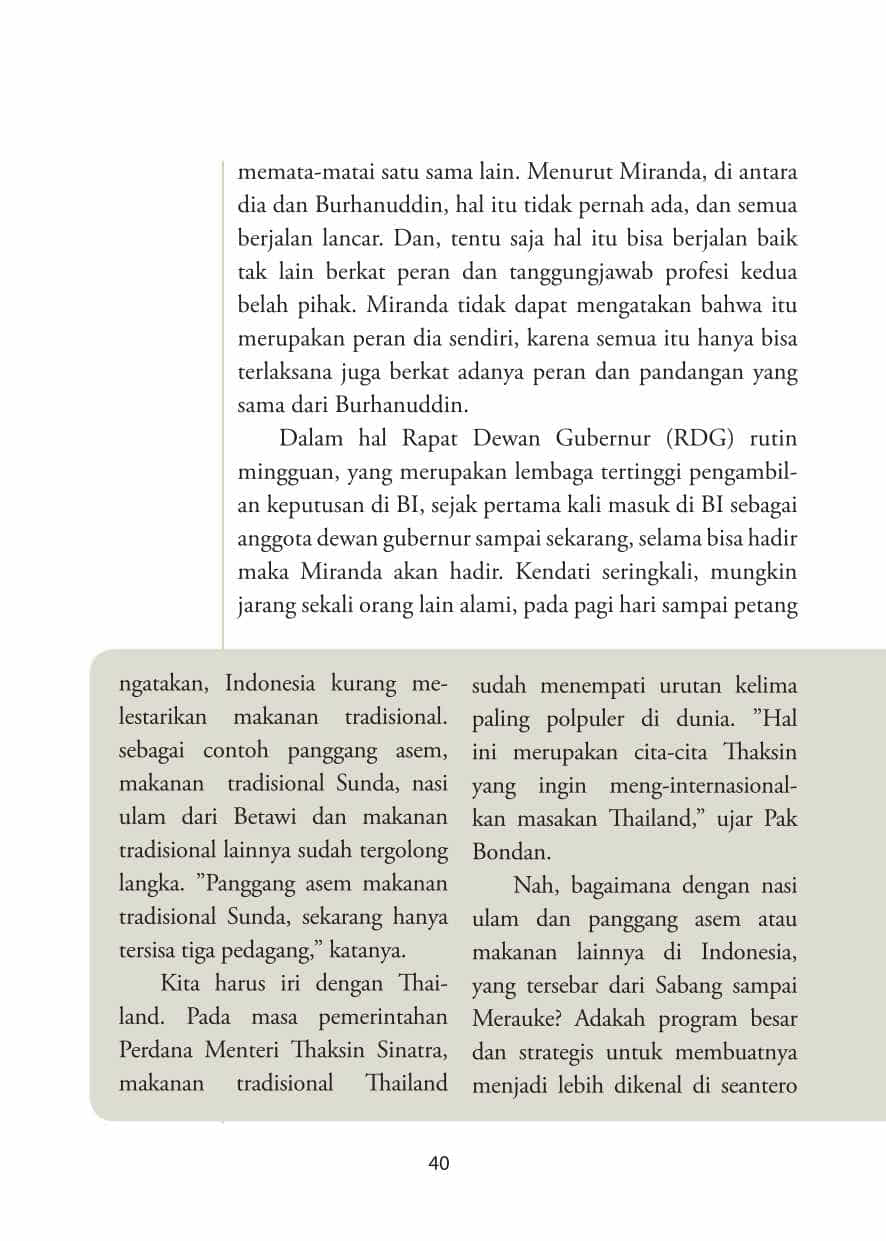 memata-matai satu sama lain. Menurut Miranda, di antara
dia dan Burhanuddin, hal itu tidak pernah ada, dan semua
berjalan lancar. Dan, tentu saja hal itu bisa berjalan baik
tak lain berkat peran dan tanggungjawab profesi kedua
belah pihak. Miranda tidak dapat mengatakan bahwa itu
merupakan peran dia sendiri, karena semua itu hanya bisa
terlaksana juga berkat adanya peran dan pandangan yang
sama dari Burhanuddin.
Dalam hal Rapat Dewan Gubernur (RDG) rutin
mingguan, yang merupakan lembaga tertinggi pengambil-
an keputusan di BI, sejak pertama kali masuk di BI sebagai
anggota dewan gubernur sampai sekarang, selama bisa hadir
maka Miranda akan hadir. Kendati seringkali, mungkin
jarang sekali orang lain alami, pada pagi hari sampai petang
ngatakan, Indonesia kurang me-
lestarikan makanan tradisional.
sebagai contoh panggang asem,
makanan tradisional Sunda, nasi
ulam dari Betawi dan makanan
tradisional lainnya sudah tergolong
langka. ”Panggang asem makanan
tradisional Sunda, sekarang hanya
tersisa tiga pedagang,” katanya.
Kita harus iri dengan Thai-
land. Pada masa pemerintahan
Perdana Menteri Thaksin Sinatra,
makanan tradisional Thailand
sudah menempati urutan kelima
paling polpuler di dunia. ”Hal
ini merupakan cita-cita Thaksin
yang ingin meng-internasional-
kan masakan Thailand,” ujar Pak
Bondan.
Nah, bagaimana dengan nasi
ulam dan panggang asem atau
makanan lainnya di Indonesia,
yang tersebar dari Sabang sampai
Merauke? Adakah program besar
dan strategis untuk membuatnya
menjadi lebih dikenal di seantero
40